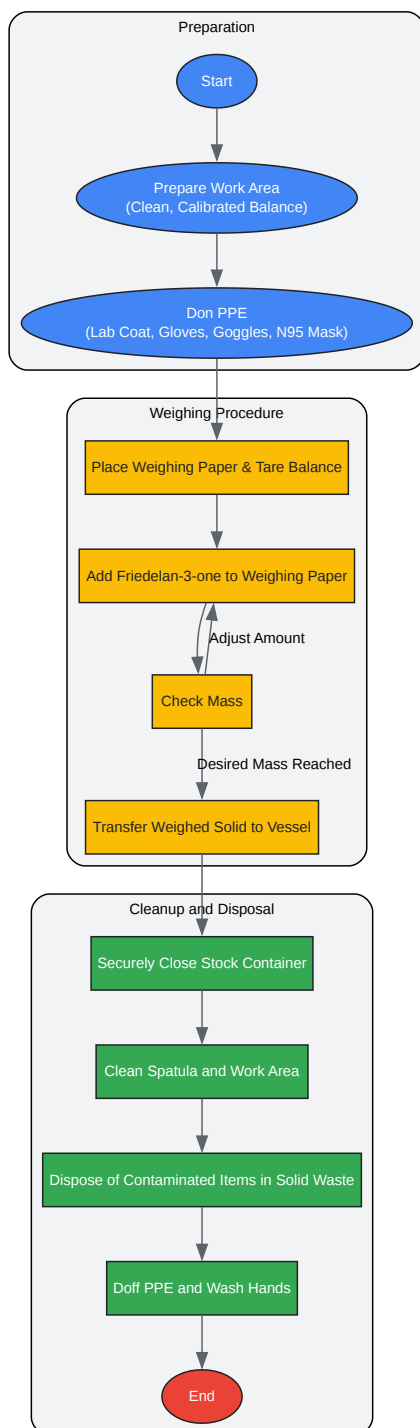 Preparation
Start
Prepare Work Area
(Clean, Calibrated Balance)
Don PPE
(Lab Coat, Gloves, Goggles, N95 Mask)
Weighing Procedure
Place Weighing Paper & Tare Balance
Add Friedelan-3-one to Weighing Paper
Adjust Amount
Check Mass
Desired Mass Reached
Transfer Weighed Solid to Vessel
Cleanup and Disposal
Securely Close Stock Container
Clean Spatula and Work Area
Dispose of Contaminated Items in Solid Waste
Doff PPE and Wash Hands
End